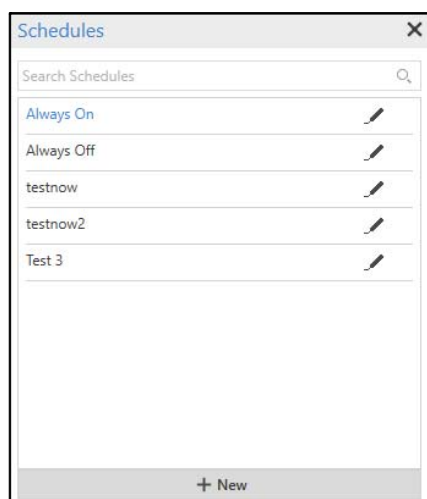 Schedules
Search Schedules
Always On
Always Off
testnow
testnow2
Test 3
+ New